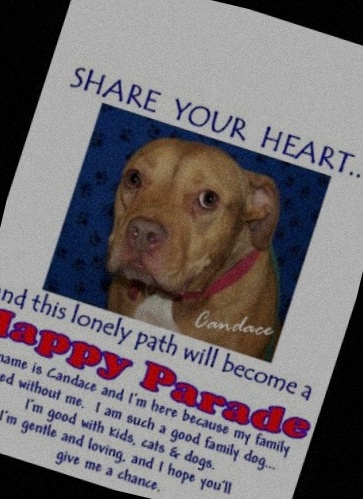 SHARE YOUR HEART...
Candace
and this lonely path will become a
Happy Parade
name is Candace and I'm here because my family
ed without me. I am such a good family dog...
I'm good with kids, cats & dogs.
I'm gentle and loving, and I hope you'll
give me a chance.